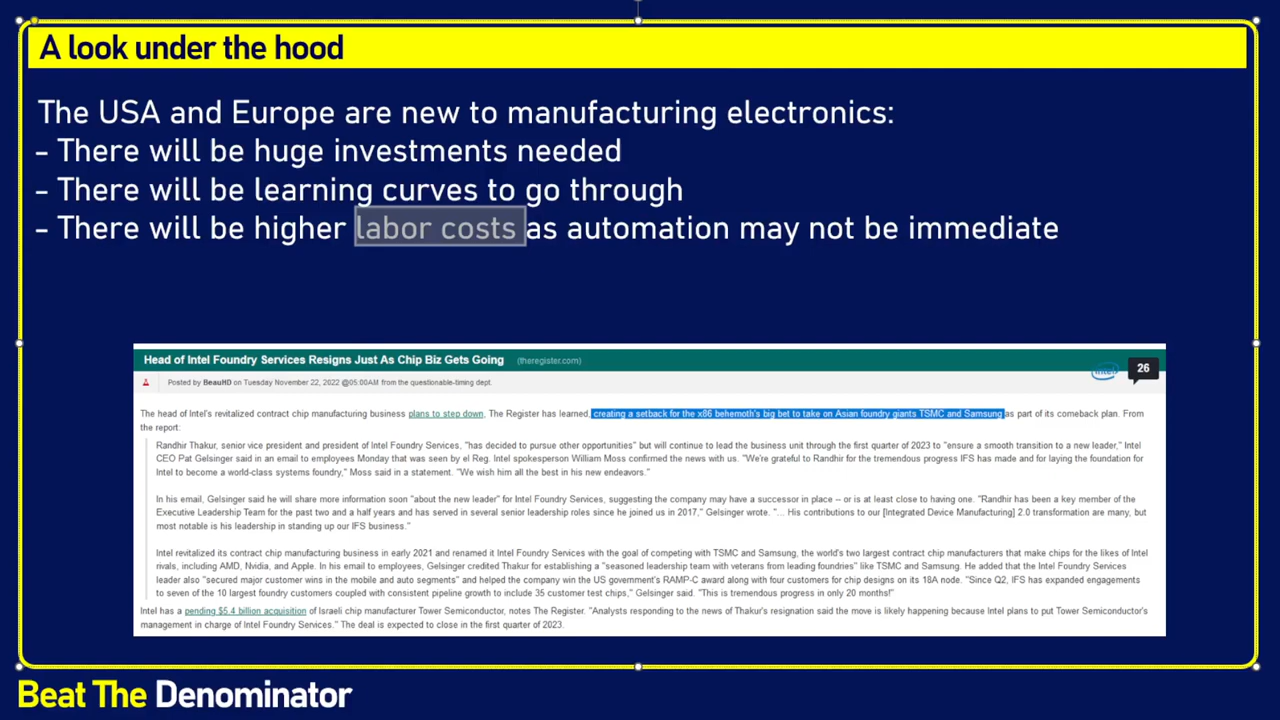 A look under the hood
The USA and Europe are new to manufacturing electronics:
- There will be huge investments needed
- There will be learning curves to go through
- There will be higher labor costs as automation may not be immediate
Head of Intel Foundry Services Resigns Just As Chip Biz Gets Going (theregister.com)
intel
26
Posted by BeauHD on Tuesday November 22, 2022 @05:00AM from the questionable-timing dept.
The head of Intel's revitalized contract chip manufacturing business plans to step down, The Register has learned, creating a setback for the x86 behemoth's big bet to take on Asian foundry giants TSMC and Samsung as part of its comeback plan. From
the report:
Randhir Thakur, senior vice president and president of Intel Foundry Services, "has decided to pursue other opportunities" but will continue to lead the business unit through the first quarter of 2023 to "ensure a smooth transition to a new leader," Intel
CEO Pat Gelsinger said in an email to employees Monday that was seen by el Reg. Intel spokesperson William Moss confirmed the news with us. "We're grateful to Randhir for the tremendous progress IFS has made and for laying the foundation for
Intel to become a world-class systems foundry," Moss said in a statement. "We wish him all the best in his new endeavors."
In his email, Gelsinger said he will share more information soon "about the new leader" for Intel Foundry Services, suggesting the company may have a successor in place -- or is at least close to having one. "Randhir has been a key member of the
Executive Leadership Team for the past two and a half years and has served in several senior leadership roles since he joined us in 2017," Gelsinger wrote. "... His contributions to our [Integrated Device Manufacturing] 2.0 transformation are many, but
most notable is his leadership in standing up our IFS business."
Intel revitalized its contract chip manufacturing business in early 2021 and renamed it Intel Foundry Services with the goal of competing with TSMC and Samsung, the world's two largest contract chip manufacturers that make chips for the likes of Intel
rivals, including AMD, Nvidia, and Apple. In his email to employees, Gelsinger credited Thakur for establishing a "seasoned leadership team with veterans from leading foundries" like TSMC and Samsung. He added that the Intel Foundry Services
leader also "secured major customer wins in the mobile and auto segments" and helped the company win the US government's RAMP-C award along with four customers for chip designs on its 18A node. "Since Q2, IFS has expanded engagements
to seven of the 10 largest foundry customers coupled with consistent pipeline growth to include 35 customer test chips," Gelsinger said. "This is tremendous progress in only 20 months!"
Intel has a pending $5.4 billion acquisition of Israeli chip manufacturer Tower Semiconductor, notes The Register. "Analysts responding to the news of Thakur's resignation said the move is likely happening because Intel plans to put Tower Semiconductor's
management in charge of Intel Foundry Services." The deal is expected to close in the first quarter of 2023.
Beat The Denominator